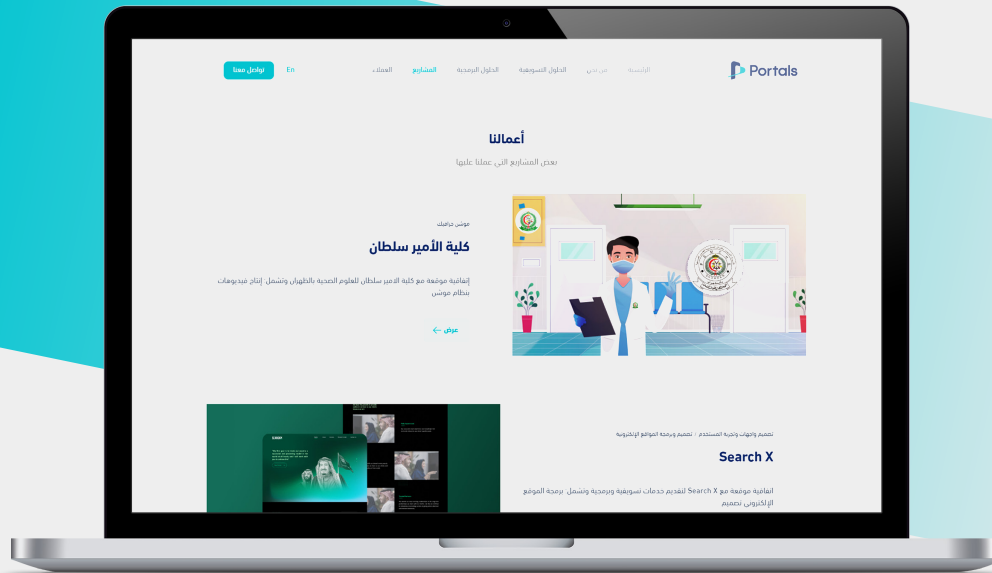 Portals
الرئيسية
من نحن
الحلول التسويقية
الحلول البرمجية
المشاريع
العملاء
En
تواصل معنا
أعمالنا
بعض المشاريع التي عملنا عليها
موشن جرافيك
كلية الأمير سلطان
إتفاقية موقعة مع كلية الامير سلطان للعلوم الصحية بالظهران وتشمل: إنتاج فيديوهات
بنظام موشن
عرض ←
تصميم واجهات وتجربة المستخدم | تصميم وبرمجة المواقع الإلكترونية
Search X
اتفاقية موقعة مع Search X لتقديم خدمات تسويقية وبرمجية وتشمل: برمجة الموقع
الإلكتروني تصميم